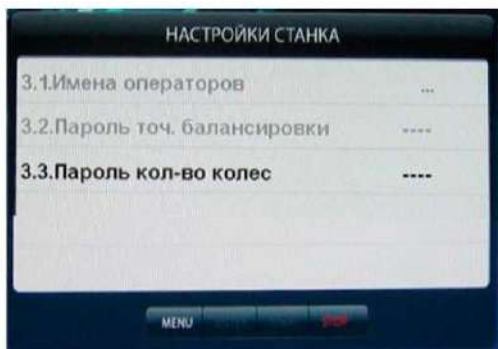 НАСТРОЙКИ СТАНКА
3.1.Имена операторов ...
3.2.Пароль точ. балансировки ----
3.3.Пароль кол-во колес ----
MENU ENTER STOP